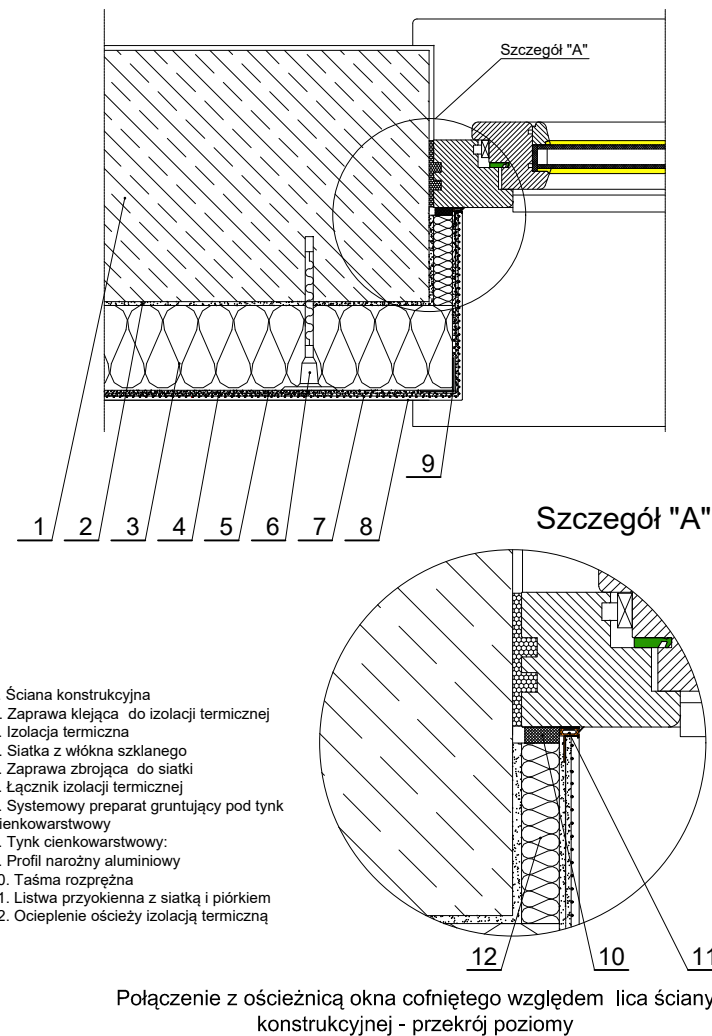 Szczegół "A"
9
1 2 3 4 5 6 7 8
Szczegół "A"
. Ściana konstrukcyjna
. Zaprawa klejąca do izolacji termicznej
. Izolacja termiczna
. Siatka z włókna szklanego
. Zaprawa zbrojąca do siatki
. Łącznik izolacji termicznej
. Systemowy preparat gruntujący pod tynk
ienkowarstwowy
. Tynk cienkowarstwowy:
. Profil narożny aluminiowy
0. Taśma rozprężna
1. Listwa przyokienna z siatką i piórkiem
2. Ocieplenie ościeży izolacją termiczną
12 10 11
Połączenie z ościeżnicą okna cofniętego względem lica ściany
konstrukcyjnej - przekrój poziomy